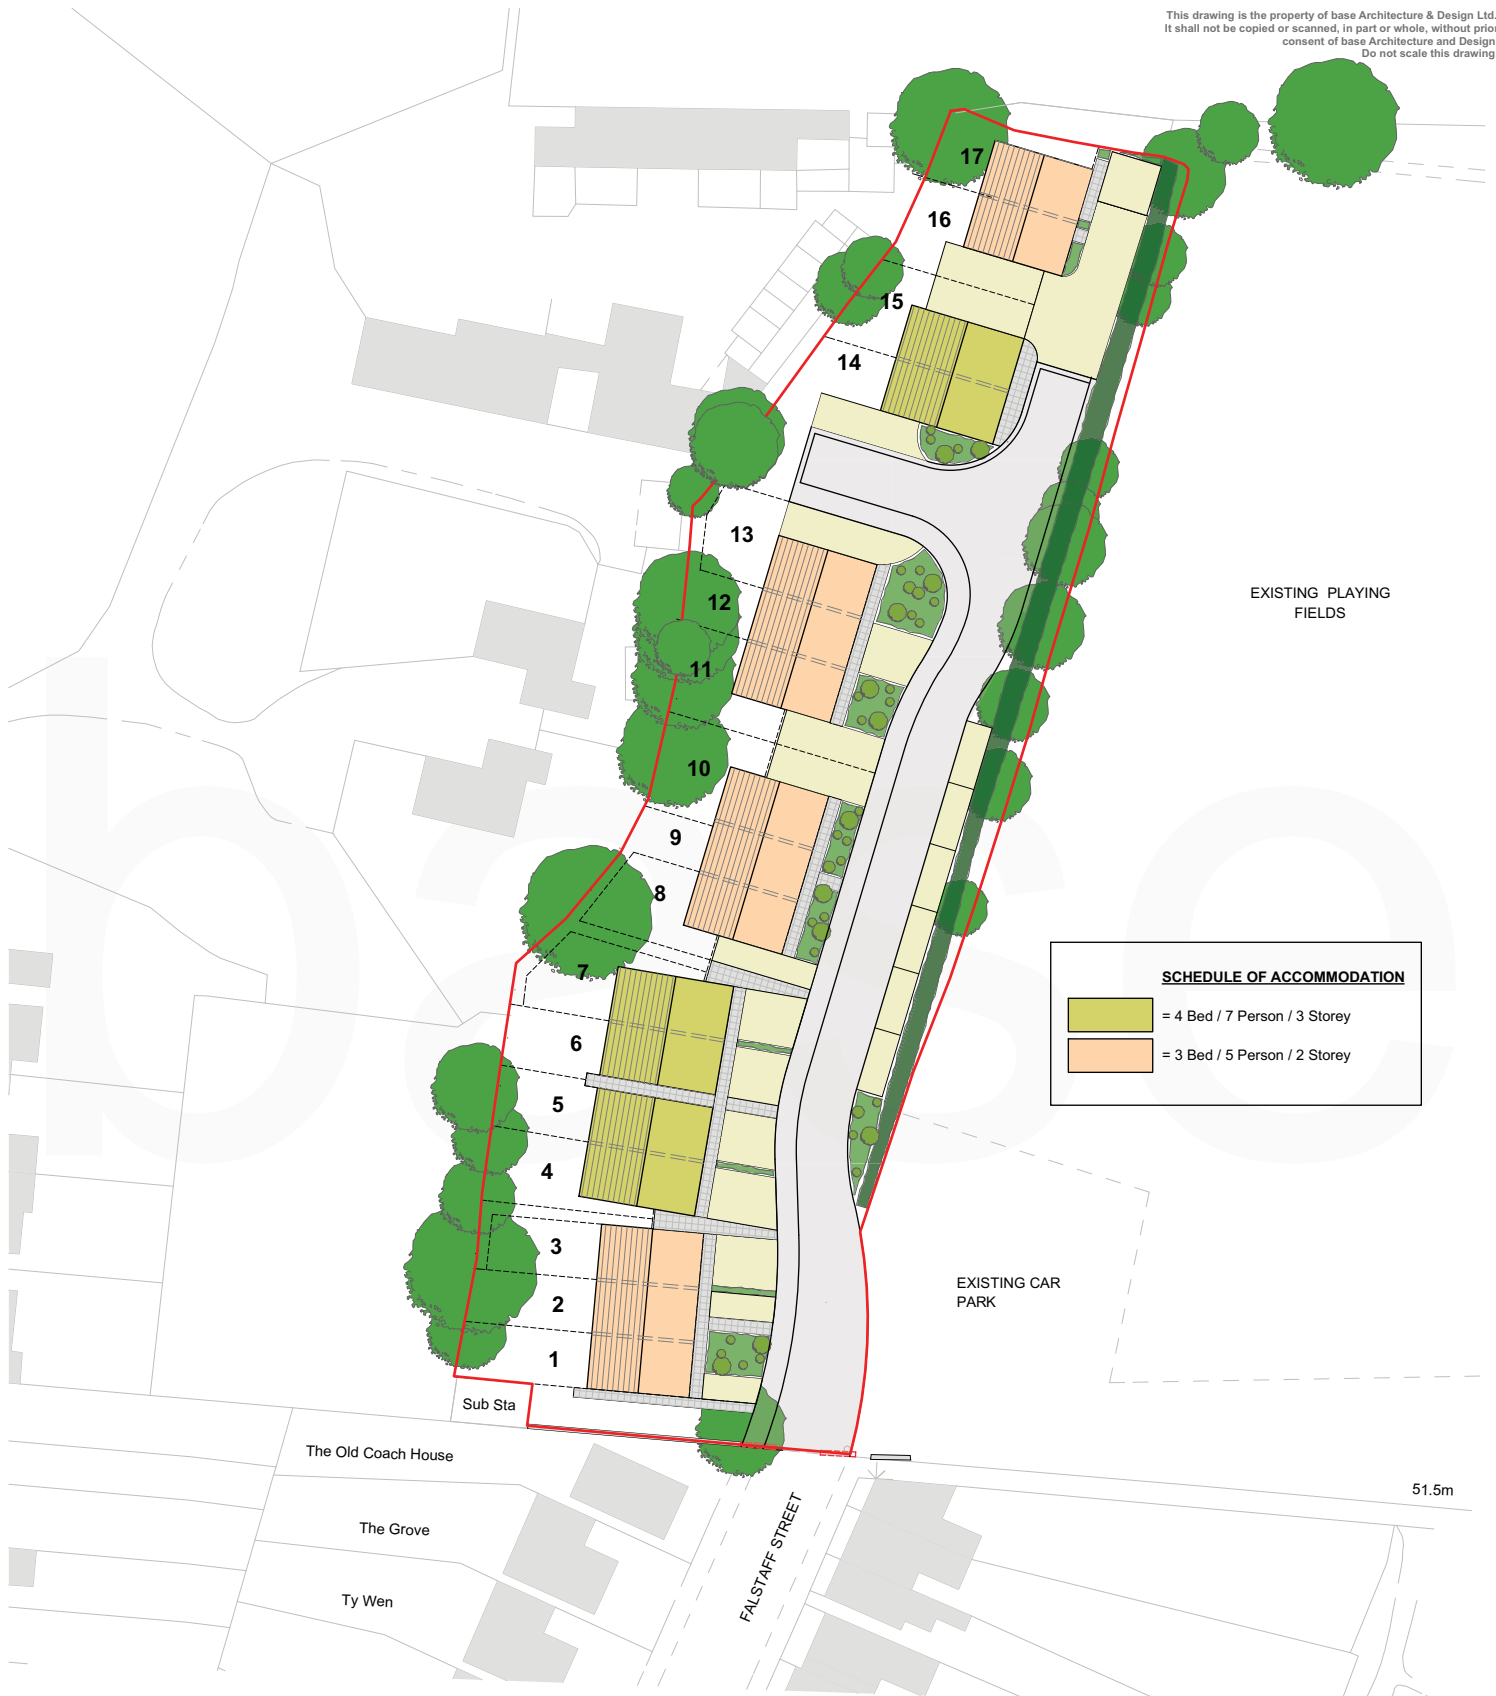 This drawing is the property of base Architecture & Design Ltd.
It shall not be copied or scanned, in part or whole, without prior
consent of base Architecture and Design
Do not scale this drawing
17
16
15
14
13
12
11
10
9
8
7
6
5
4
3
2
1
EXISTING PLAYING
FIELDS
base
SCHEDULE OF ACCOMMODATION
= 4 Bed / 7 Person / 3 Storey
= 3 Bed / 5 Person / 2 Storey
EXISTING CAR
PARK
Sub Sta
The Old Coach House
The Grove
Ty Wen
FALSTAFF STREET
51.5m